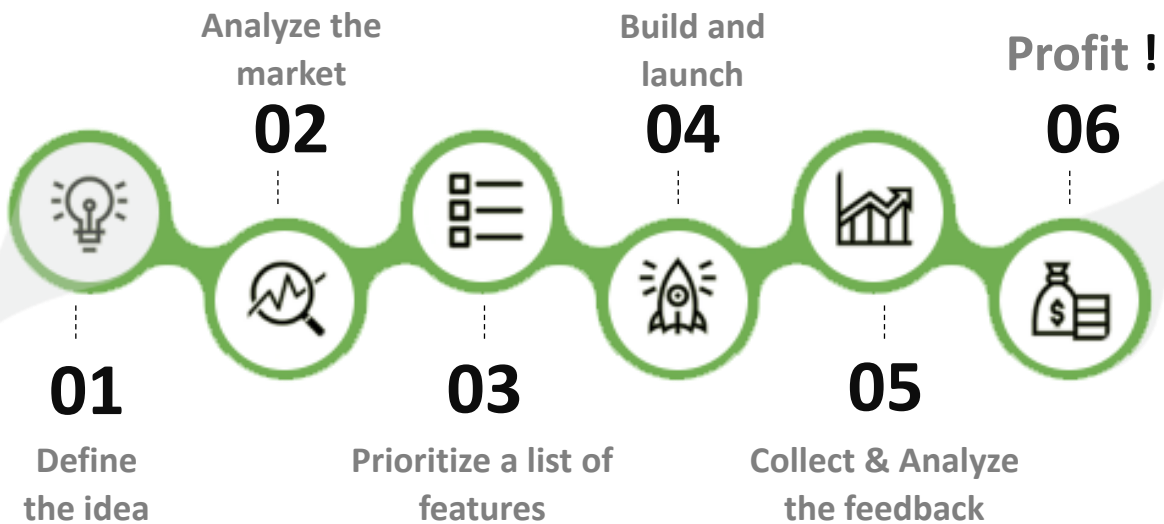 01
Define
the idea
Analyze the
market
02
03
Prioritize a list of
features
Build and
launch
04
05
Collect & Analyze
the feedback
Profit !
06
$